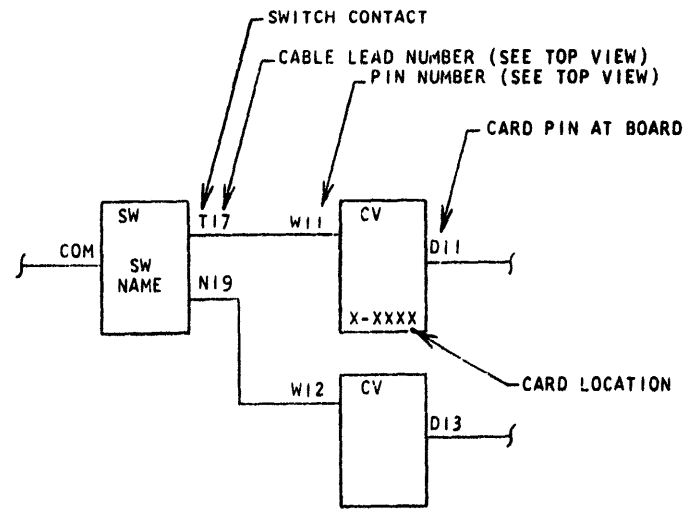 SWITCH CONTACT
CABLE LEAD NUMBER (SEE TOP VIEW)
PIN NUMBER (SEE TOP VIEW)
CARD PIN AT BOARD
SW
T17
W11
CV
COM
SW
NAME
D11
N19
X-XXXX
CARD LOCATION
W12
CV
D13